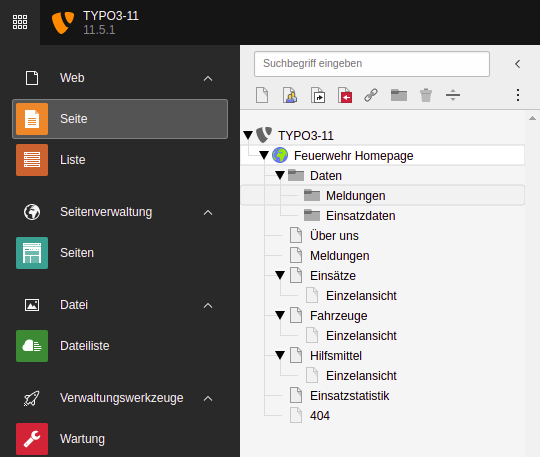 TYPO3-11
11.5.1
Web
Seite
Liste
Seitenverwaltung
Seiten
Datei
Dateiliste
Verwaltungswerkzeuge
Wartung
Suchbegriff eingeben
TYPO3-11
Feuerwehr Homepage
Daten
Meldungen
Einsatzdaten
Über uns
Meldungen
Einsätze
Einzelansicht
Fahrzeuge
Einzelansicht
Hilfsmittel
Einzelansicht
Einsatzstatistik
404